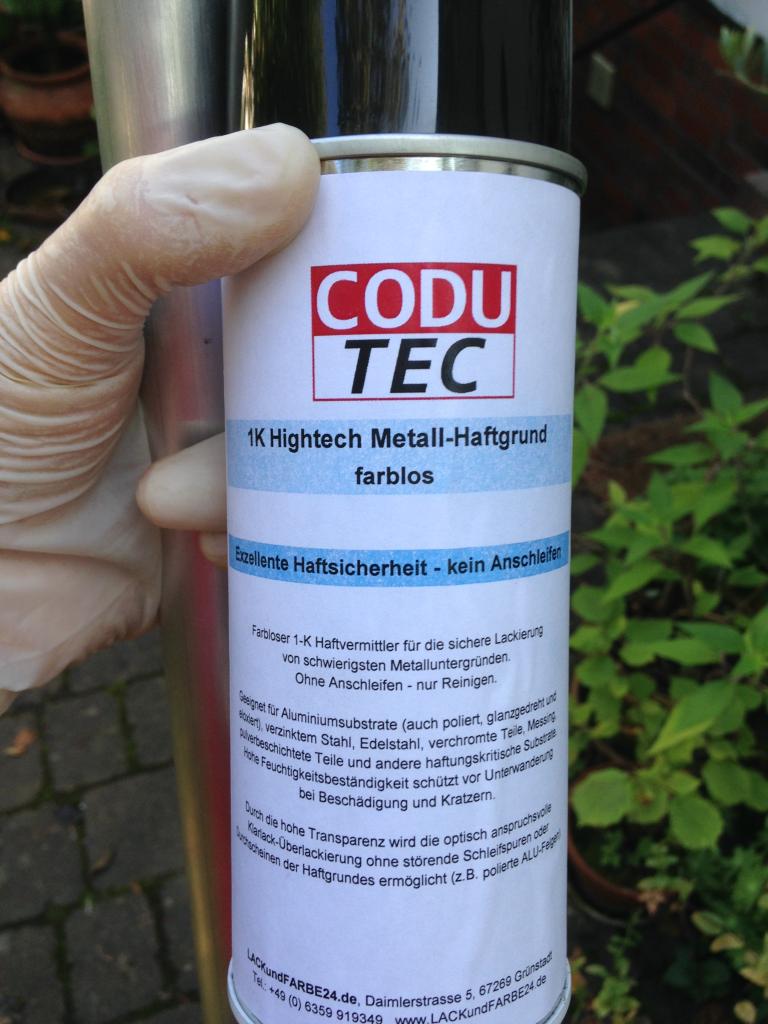 CODU
TEC
1K Hightech Metall-Haftgrund
farblos
Exzellente Haftsicherheit - kein Anschleifen
Farbloser 1-K Haftvermittler für die sichere Lackierung
von schwierigsten Metalluntergründen.
Ohne Anschleifen - nur Reinigen.
Geeignet für Aluminiumsubstrate (auch poliert, glanzgedreht und
eloxiert), verzinktem Stahl, Edelstahl, verchromte Teile, Messing,
pulverbeschichtete Teile und andere haftungskritische Substrate.
Hohe Feuchtigkeitsbeständigkeit schützt vor Unterwanderung
bei Beschädigung und Kratzern.
Durch die hohe Transparenz wird die optisch anspruchsvolle
Klarlack-Überlackierung ohne störende Schleifspuren oder
Durchscheinen des Haftgrundes ermöglicht (z.B. polierte ALU-Felgen)
LACKundFARBE24.de, Daimlerstrasse 5, 67269 Grünstadt
Tel.: +49 (0) 6359 919349 www.LACKundFARBE24.de